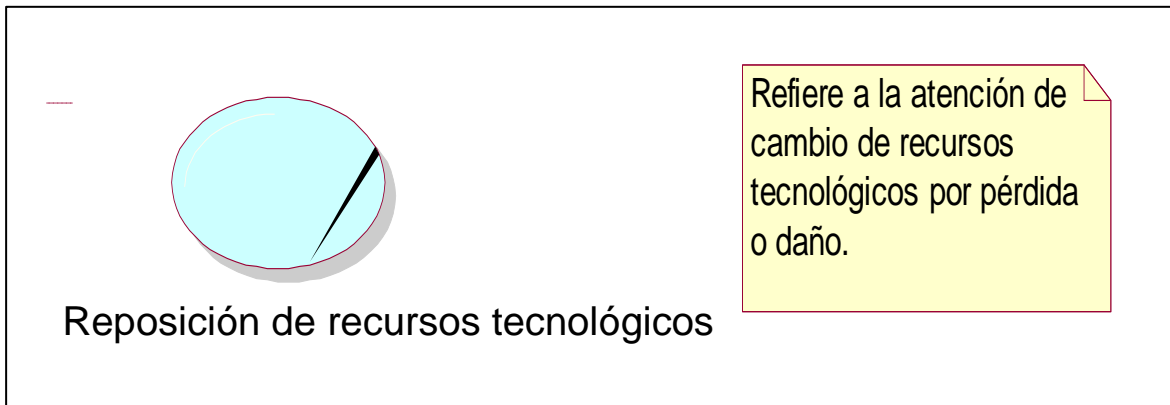 Refiere a la atención de
cambio de recursos
tecnológicos por pérdida
o daño.
Reposición de recursos tecnológicos